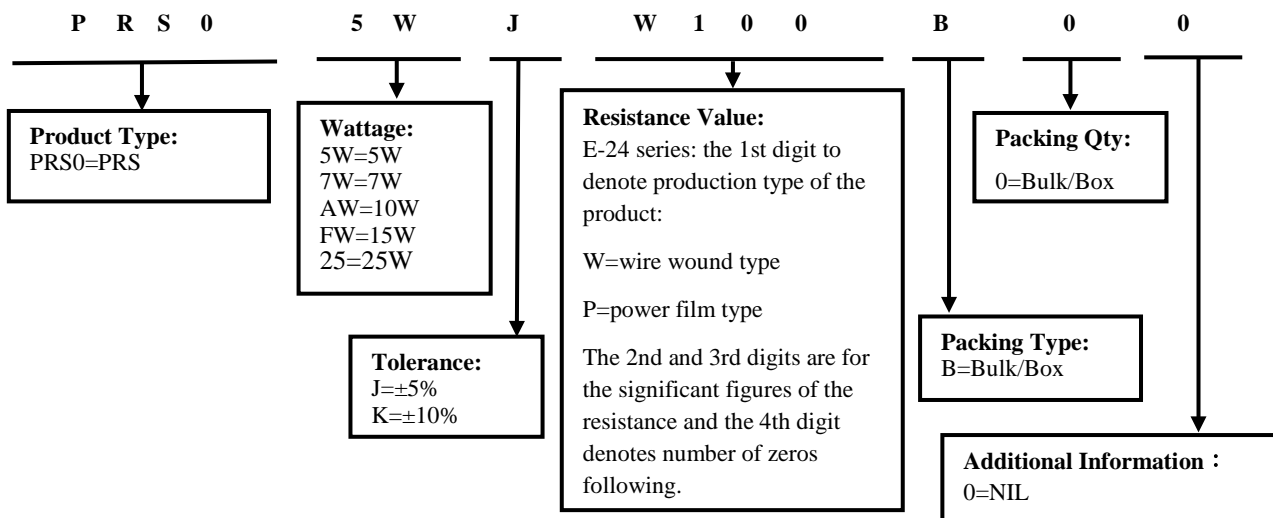 P R S 0 5 W J W 1 0 0 B 0 0
Product Type:
PRS0=PRS
Wattage:
5W=5W
7W=7W
AW=10W
FW=15W
25=25W
Tolerance:
J=±5%
K=±10%
Resistance Value:
E-24 series: the 1st digit to
denote production type of the
product:
W=wire wound type
P=power film type
The 2nd and 3rd digits are for
the significant figures of the
resistance and the 4th digit
denotes number of zeros
following.
Packing Qty:
0=Bulk/Box
Packing Type:
B=Bulk/Box
Additional Information：
0=NIL